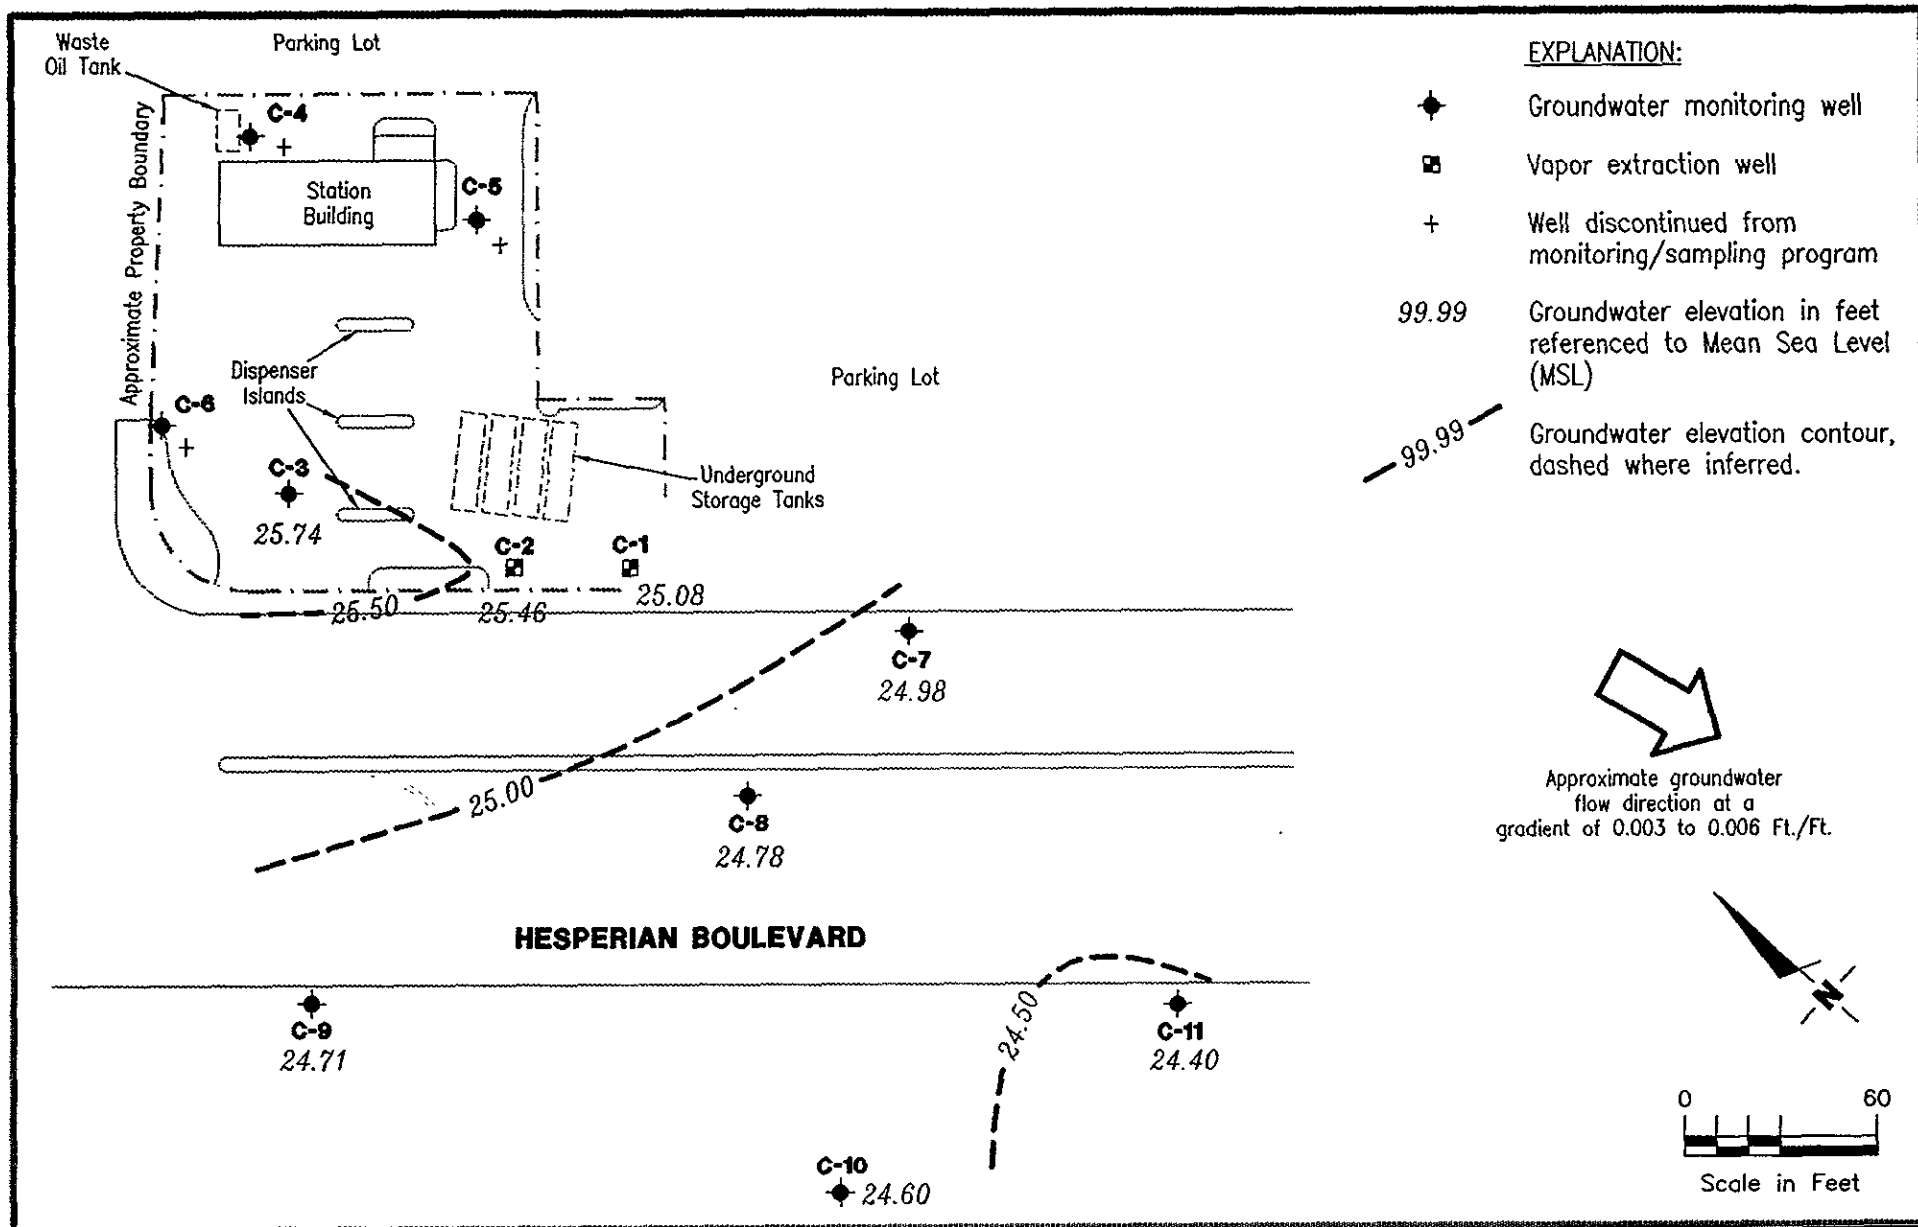 Waste
Oil Tank
Parking Lot
C-4
Approximate Property Boundary
Station
Building
C-5
Dispenser
Islands
C-6
C-3
25.74
Parking Lot
Underground
Storage Tanks
C-2
C-1
25.50
25.46
25.08
C-7
24.98
25.00
C-8
24.78
HESPERIAN BOULEVARD
C-9
24.71
24.50
C-11
24.40
C-10
24.60
EXPLANATION:
Groundwater monitoring well
Vapor extraction well
Well discontinued from
monitoring/sampling program
99.99
Groundwater elevation in feet
referenced to Mean Sea Level
(MSL)
99.99
Groundwater elevation contour,
dashed where inferred.
Approximate groundwater
flow direction at a
gradient of 0.003 to 0.006 Ft./Ft.
N
0 60
Scale in Feet